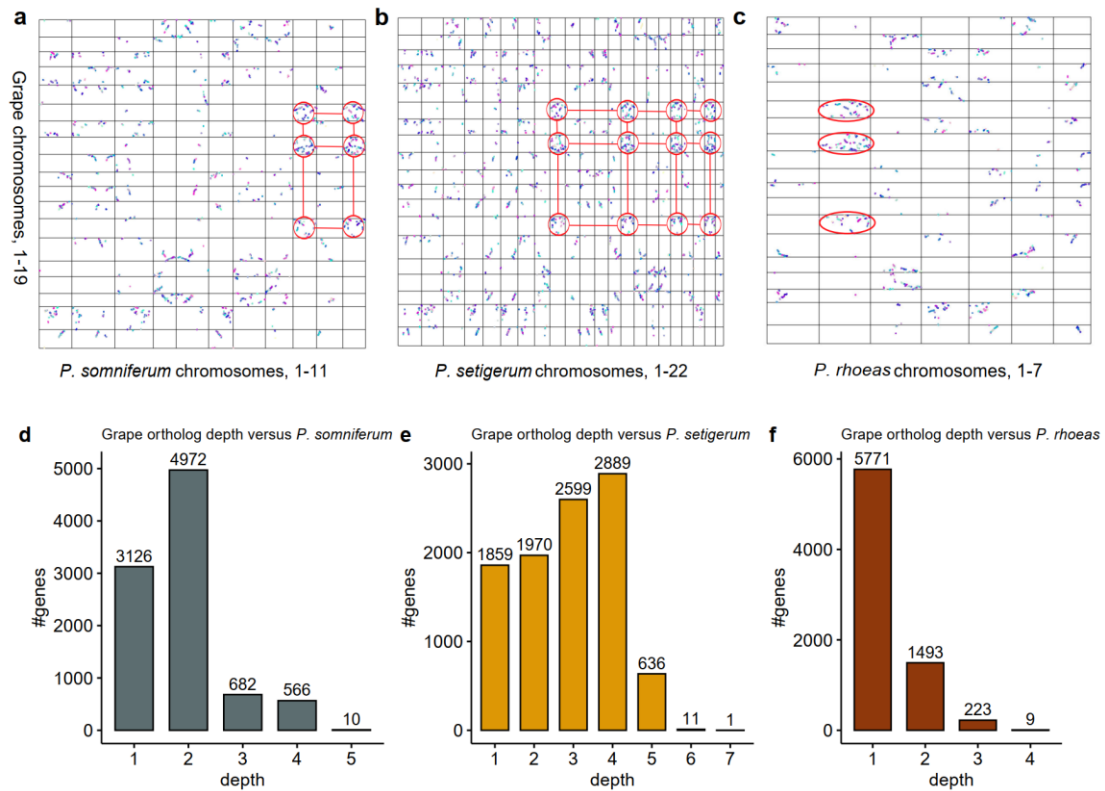 a
b
c
Grape chromosomes, 1-19
P. somniferum chromosomes, 1-11
P. setigerum chromosomes, 1-22
P. rhoeas chromosomes, 1-7
d
Grape ortholog depth versus P. somniferum
5000
4000
3000
2000
1000
0
#genes
3126
4972
682
566
10
1 2 3 4 5
depth
e
Grape ortholog depth versus P. setigerum
3000
2000
1000
0
#genes
1859
1970
2599
2889
636
11
1
1 2 3 4 5 6 7
depth
f
Grape ortholog depth versus P. rhoeas
6000
4000
2000
0
#genes
5771
1493
223
9
1 2 3 4
depth